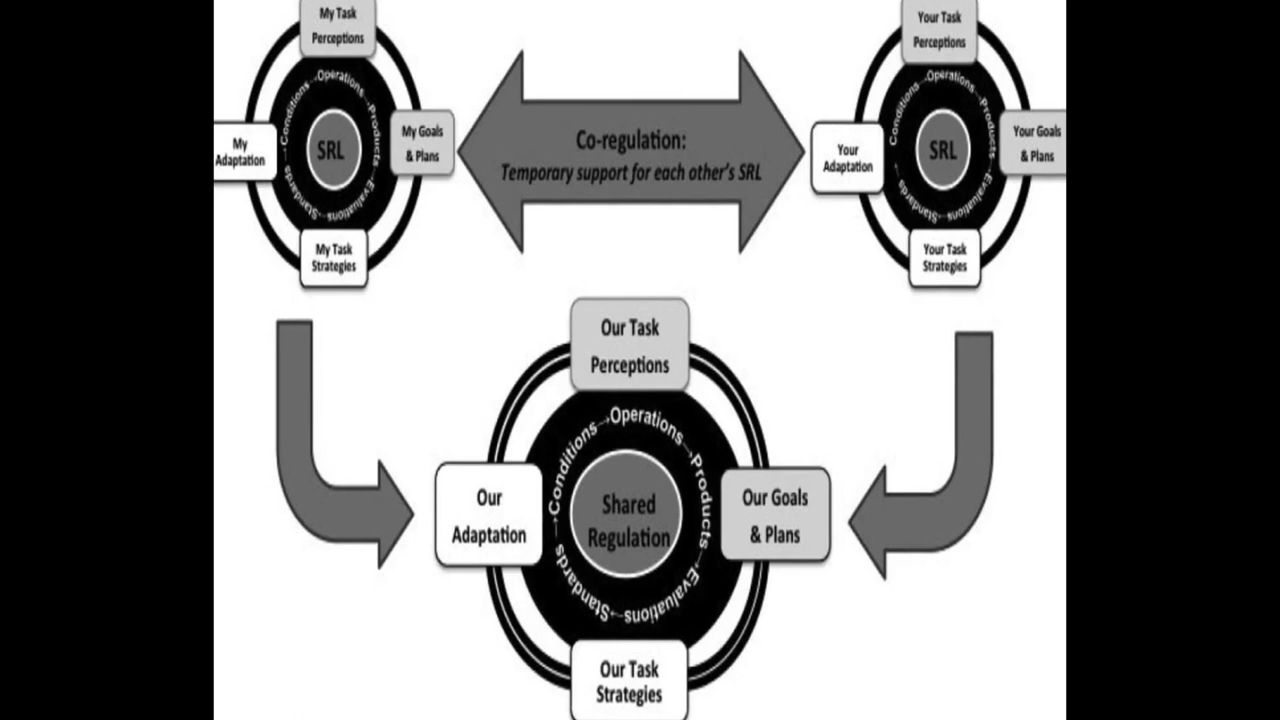 My Task
Perceptions
Conditions→Operations→Products→Evaluations→Standards→
SRL
My
Adaptation
My Goals
& Plans
My Task
Strategies
Co-regulation:
Temporary support for each other's SRL
Your Task
Perceptions
Conditions→Operations→Products→Evaluations→Standards→
SRL
Your
Adaptation
Your Goals
& Plans
Your Task
Strategies
Our Task
Perceptions
Conditions→Operations→Products→Evaluations→Standards→
Our
Adaptation
Shared
Regulation
Our Goals
& Plans
Our Task
Strategies